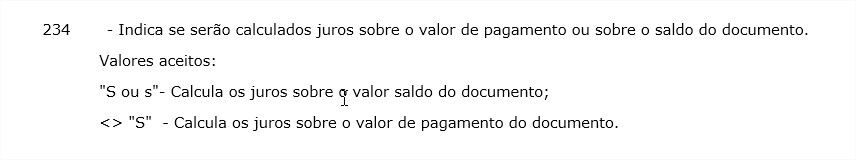 234 - Indica se serão calculados juros sobre o valor de pagamento ou sobre o saldo do documento.
Valores aceitos:
"S ou s"- Calcula os juros sobre o valor saldo do documento;
<> "S" - Calcula os juros sobre o valor de pagamento do documento.